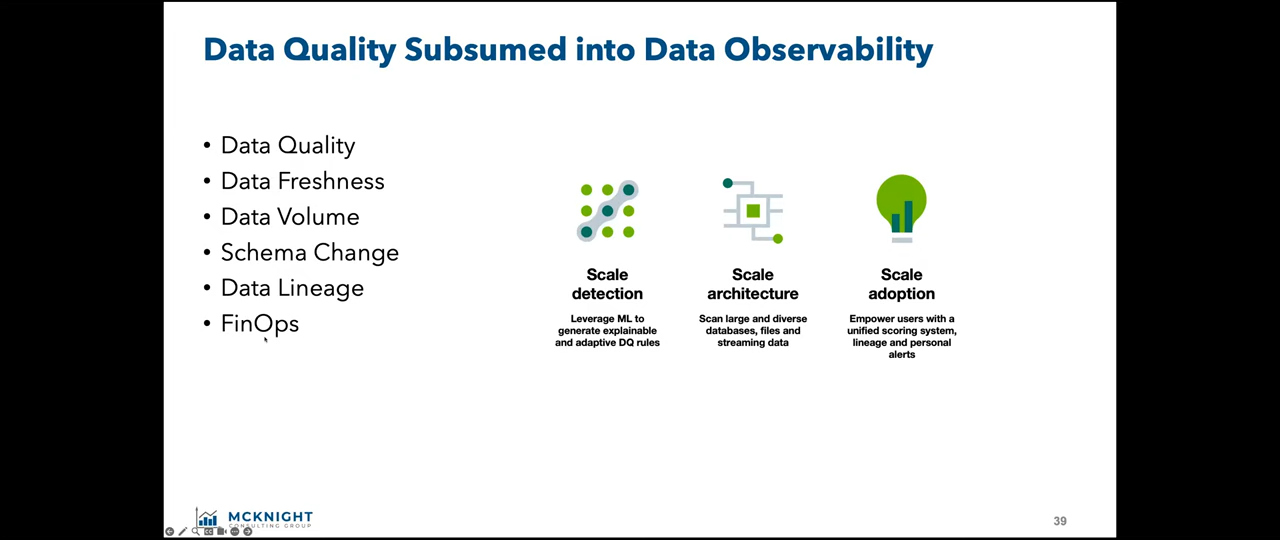 Data Quality Subsumed into Data Observability
• Data Quality
• Data Freshness
• Data Volume
• Schema Change
• Data Lineage
• FinOps
Scale
detection
Leverage ML to
generate explainable
and adaptive DQ rules
Scale
architecture
Scan large and diverse
databases, files and
streaming data
Scale
adoption
Empower users with a
unified scoring system,
lineage and personal
alerts
MCKNIGHT
CONSULTING GROUP
39